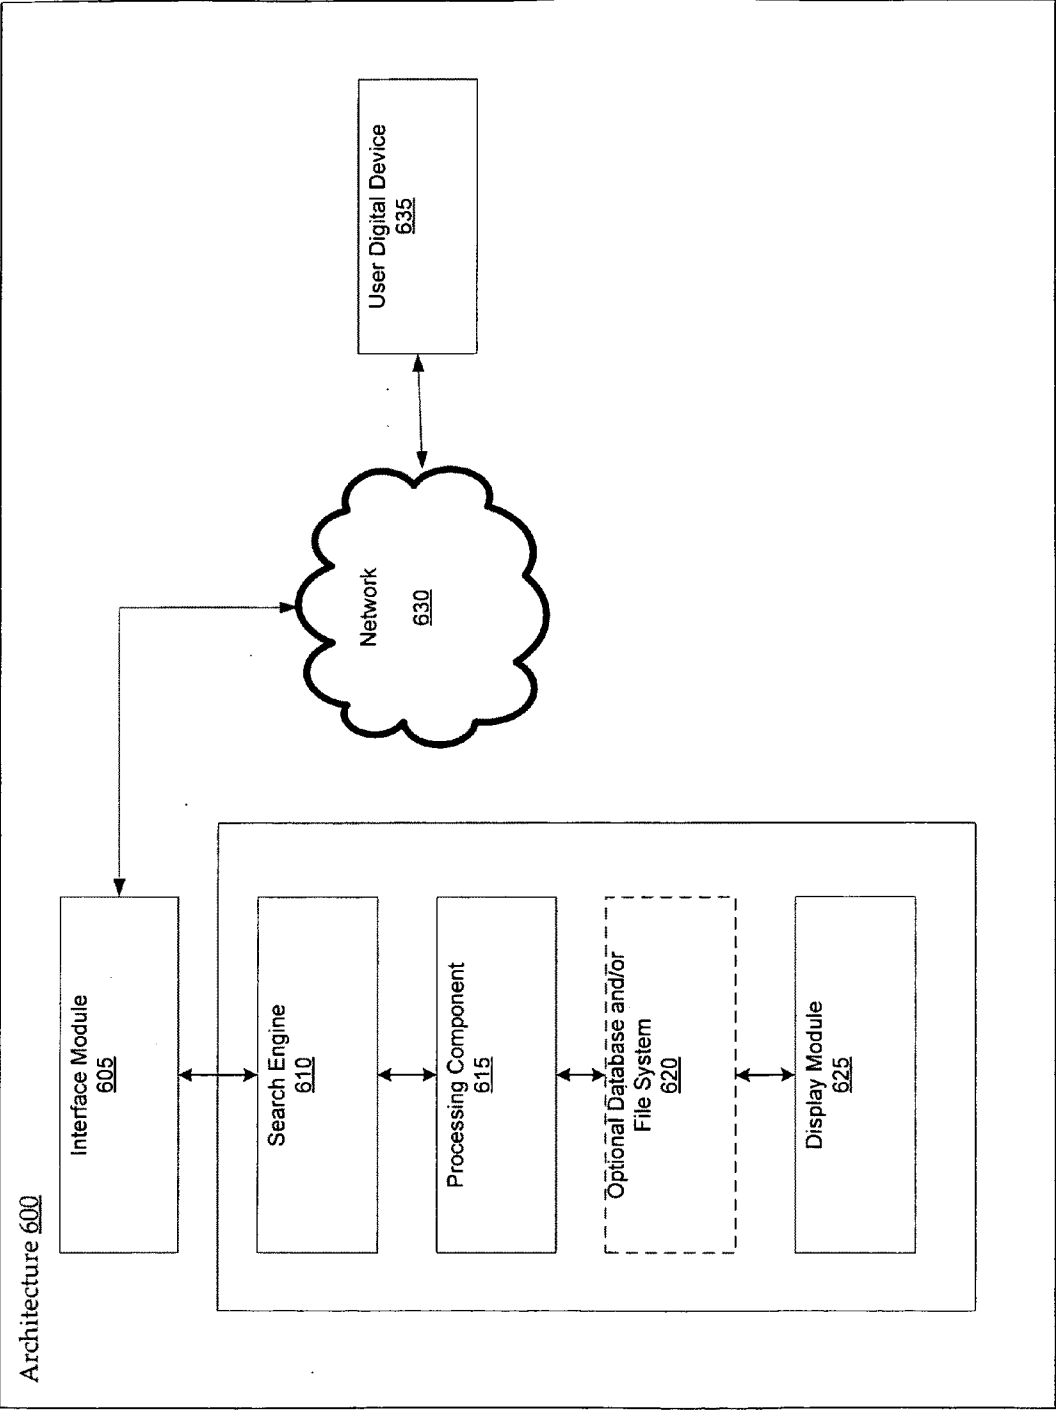 Architecture 600
Interface Module
605
Search Engine
610
Processing Component
615
Optional Database and/or
File System
620
Display Module
625
Network
630
User Digital Device
635